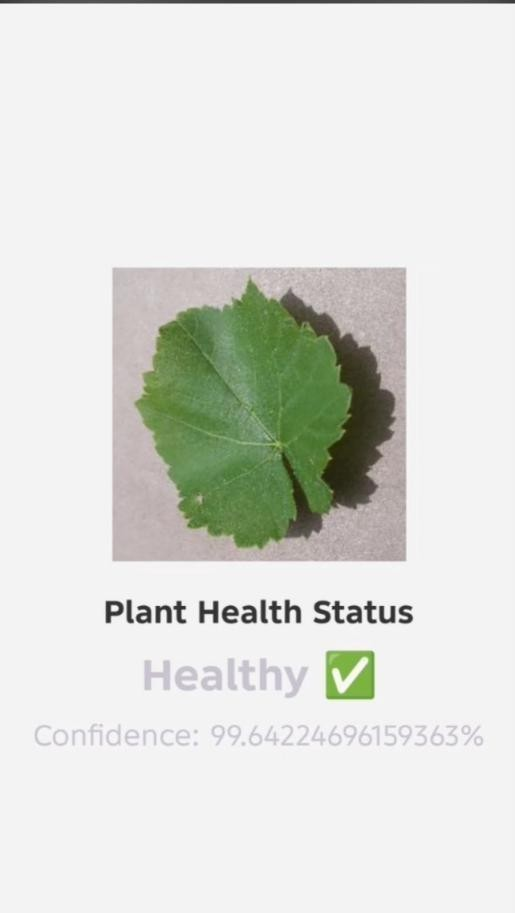 Plant Health Status
Healthy ✅
Confidence: 99.64224696159363%